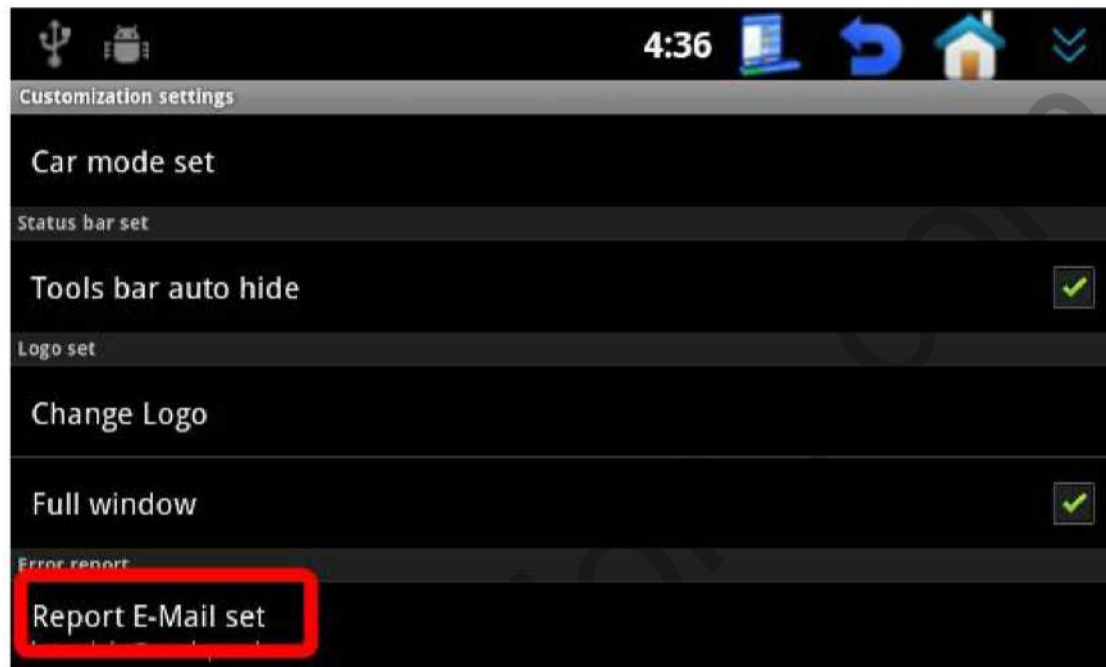 4:36
Customization settings
Car mode set
Status bar set
Tools bar auto hide
Logo set
Change Logo
Full window
Error report
Report E-Mail set